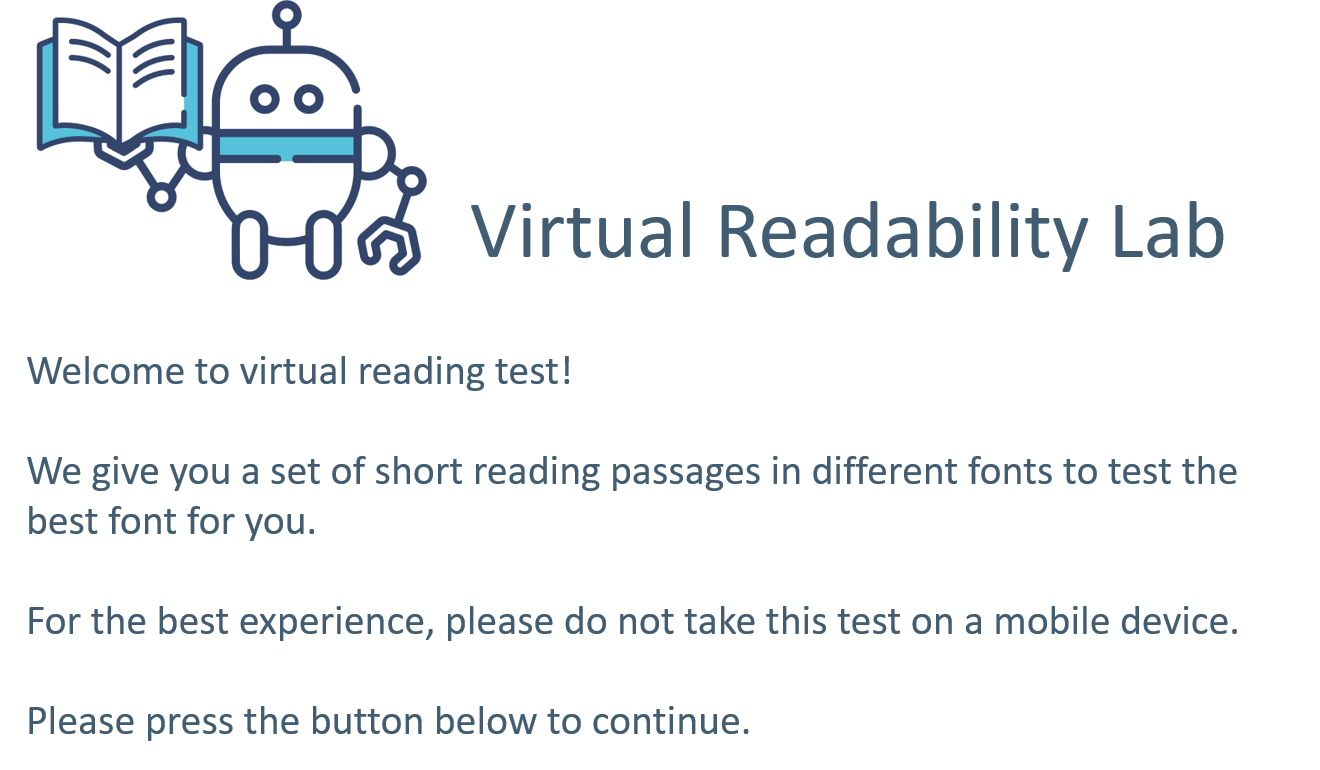 Virtual Readability Lab
Welcome to virtual reading test!
We give you a set of short reading passages in different fonts to test the
best font for you.
For the best experience, please do not take this test on a mobile device.
Please press the button below to continue.